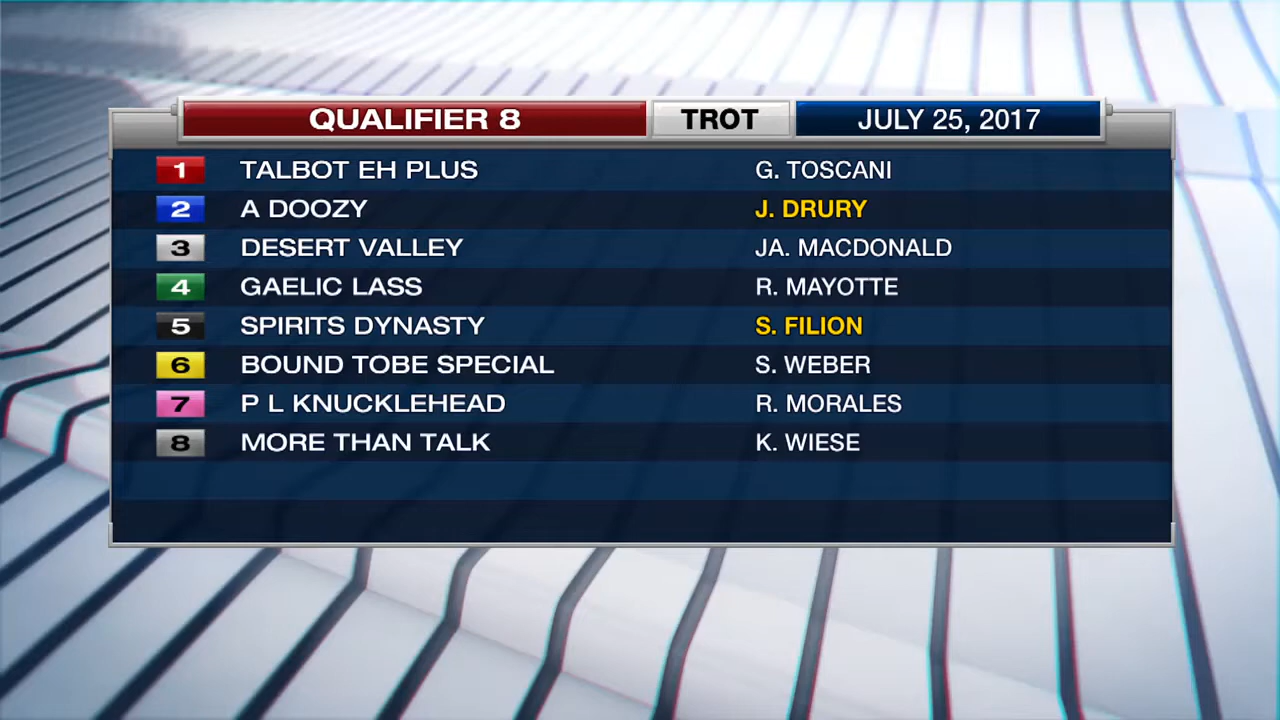 QUALIFIER 8 TROT JULY 25, 2017
1 TALBOT EH PLUS G. TOSCANI
2 A DOOZY J. DRURY
3 DESERT VALLEY JA. MACDONALD
4 GAELIC LASS R. MAYOTTE
5 SPIRITS DYNASTY S. FILION
6 BOUND TOBE SPECIAL S. WEBER
7 P L KNUCKLEHEAD R. MORALES
8 MORE THAN TALK K. WIESE